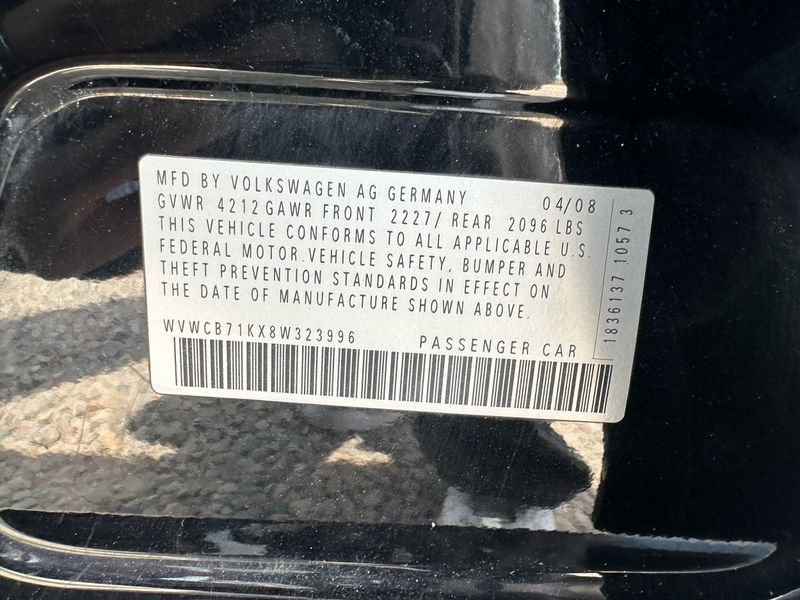 MFD BY VOLKSWAGEN AG GERMANY 04/08
GVWR 4212 GAWR FRONT 2227/ REAR 2096 LBS
THIS VEHICLE CONFORMS TO ALL APPLICABLE U.S.
FEDERAL MOTOR.VEHICLE SAFETY, BUMPER AND
THEFT PREVENTION STANDARDS IN EFFECT ON
THE DATE OF MANUFACTURE SHOWN ABOVE.
WVWCB71KX8W323996 PASSENGER CAR
1836137 1057 3